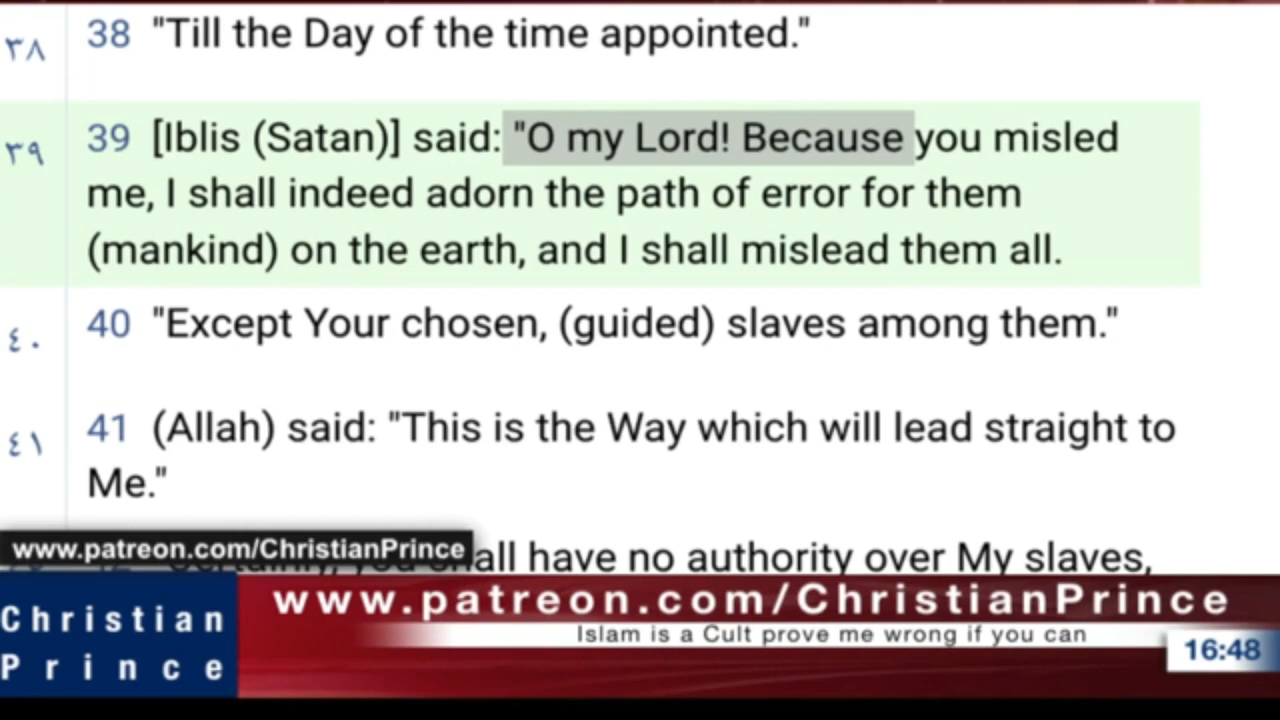 ٣٨ 38 "Till the Day of the time appointed."
٣٩ 39 [Iblis (Satan)] said: "O my Lord! Because you misled
me, I shall indeed adorn the path of error for them
(mankind) on the earth, and I shall mislead them all.
٤٠ 40 "Except Your chosen, (guided) slaves among them."
٤١ 41 (Allah) said: "This is the Way which will lead straight to
Me."
have no authority over My slaves,
www.patreon.com/ChristianPrince
Christian
Prince
www.patreon.com/ChristianPrince
Islam is a Cult prove me wrong if you can
16:48